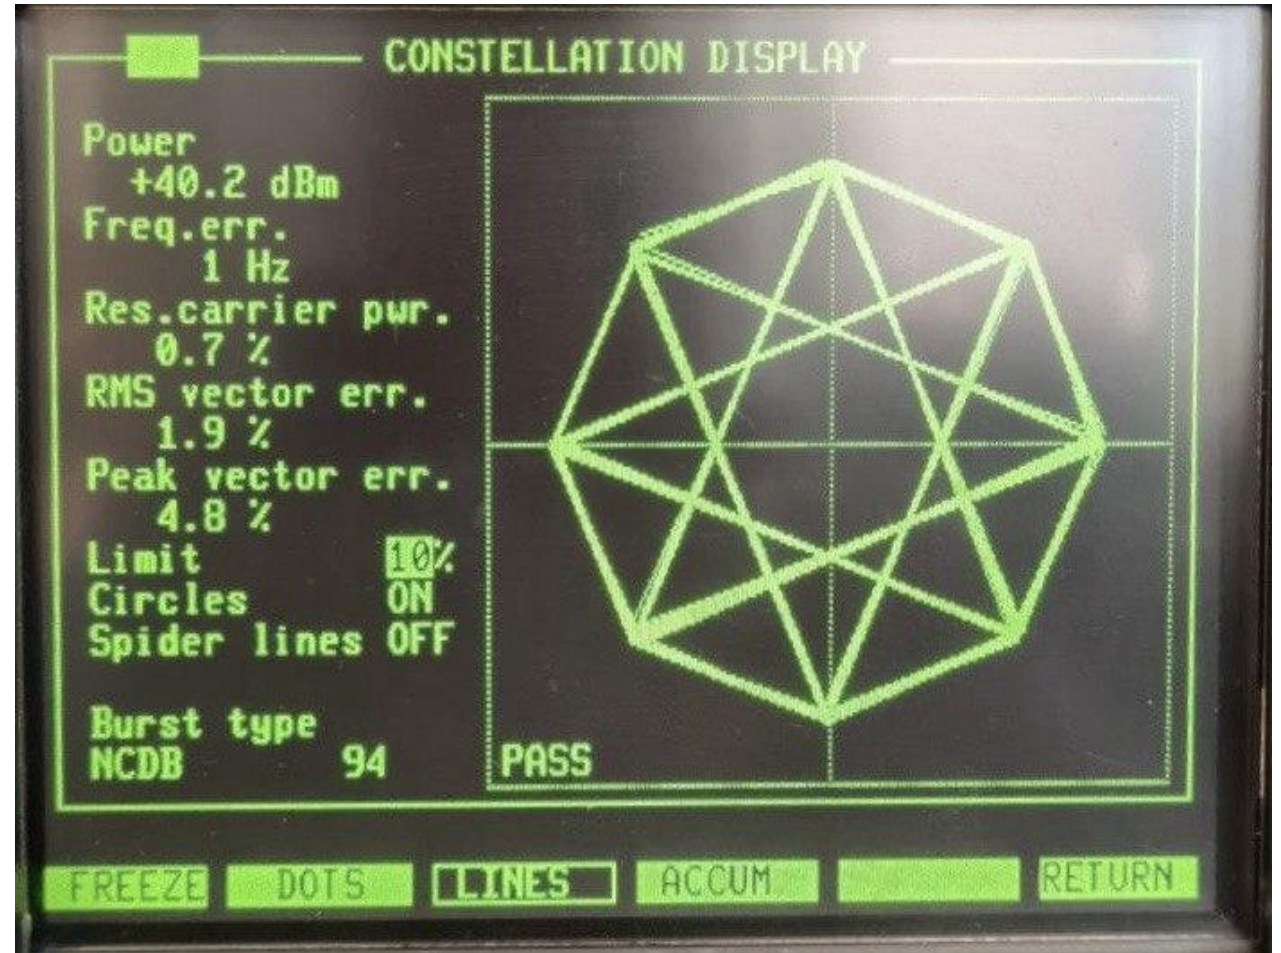 CONSTELLATION DISPLAY
Power
+40.2 dBm
Freq.err.
1 Hz
Res.carrier pwr.
0.7 %
RMS vector err.
1.9 %
Peak vector err.
4.8 %
Limit 10%
Circles ON
Spider lines OFF
Burst type
NCDB 94
PASS
FREEZE DOTS LINES ACCUM RETURN